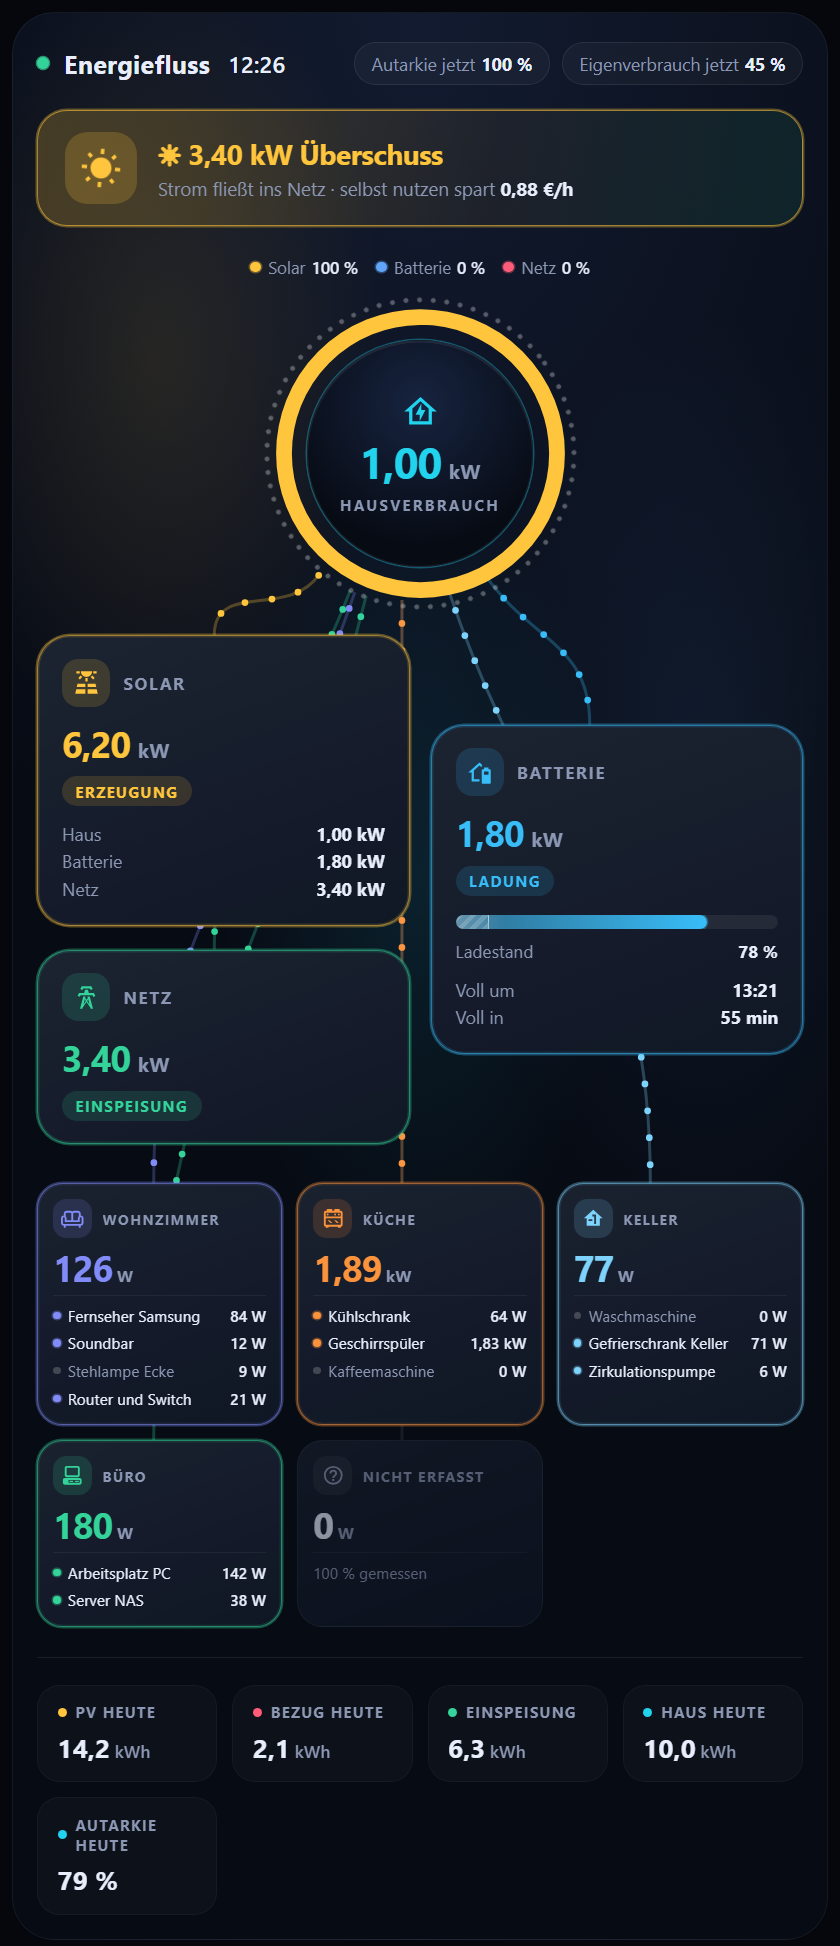 Energiefluss 12:26
Autarkie jetzt 100 %
Eigenverbrauch jetzt 45 %
3,40 kW Überschuss
Strom fließt ins Netz · selbst nutzen spart 0,88 €/h
Solar 100 % Batterie 0 % Netz 0 %
1,00 kW
HAUSVERBRAUCH
SOLAR
6,20 kW
ERZEUGUNG
Haus 1,00 kW
Batterie 1,80 kW
Netz 3,40 kW
BATTERIE
1,80 kW
LADUNG
Ladestand 78 %
Voll um 13:21
Voll in 55 min
NETZ
3,40 kW
EINSPEISUNG
WOHNZIMMER
126 W
Fernseher Samsung 84 W
Soundbar 12 W
Stehlampe Ecke 9 W
Router und Switch 21 W
KÜCHE
1,89 kW
Kühlschrank 64 W
Geschirrspüler 1,83 kW
Kaffeemaschine 0 W
KELLER
77 W
Waschmaschine 0 W
Gefrierschrank Keller 71 W
Zirkulationspumpe 6 W
BÜRO
180 W
Arbeitsplatz PC 142 W
Server NAS 38 W
NICHT ERFASST
0 W
100 % gemessen
PV HEUTE
14,2 kWh
BEZUG HEUTE
2,1 kWh
EINSPEISUNG
6,3 kWh
HAUS HEUTE
10,0 kWh
AUTARKIE
HEUTE
79 %